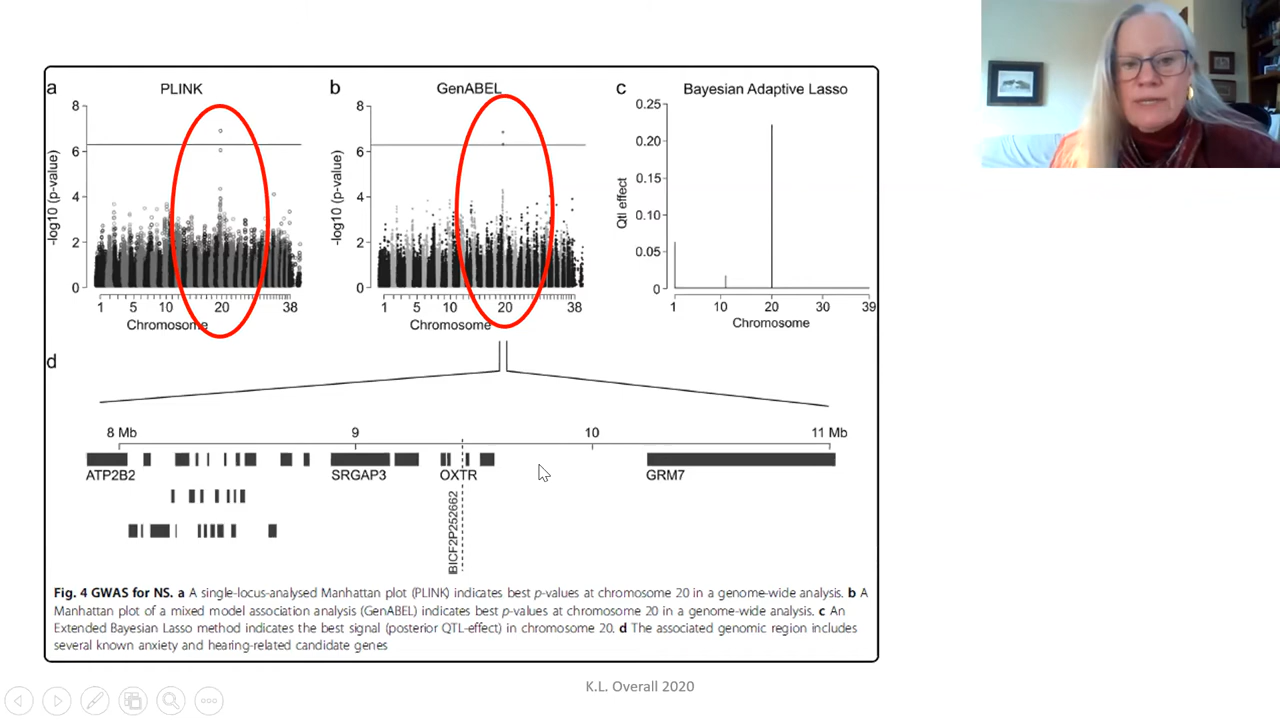 a
PLINK
8
6
4
2
0
-log10 (p-value)
1 5 10 20 38
Chromosome
b
GenABEL
8
6
4
2
0
-log10 (p-value)
1 5 10 20 38
Chromosome
c
Bayesian Adaptive Lasso
0.25
0.20
0.15
0.10
0.05
0
Qtl effect
1 10 20 30 39
Chromosome
d
8 Mb 9 10 11 Mb
ATP2B2 SRGAP3 OXTR GRM7
BICF2P252662
Fig. 4 GWAS for NS. a A single-locus-analysed Manhattan plot (PLINK) indicates best p-values at chromosome 20 in a genome-wide analysis. b A
Manhattan plot of a mixed model association analysis (GenABEL) indicates best p-values at chromosome 20 in a genome-wide analysis. c An
Extended Bayesian Lasso method indicates the best signal (posterior QTL-effect) in chromosome 20. d The associated genomic region includes
several known anxiety and hearing-related candidate genes
K.L. Overall 2020